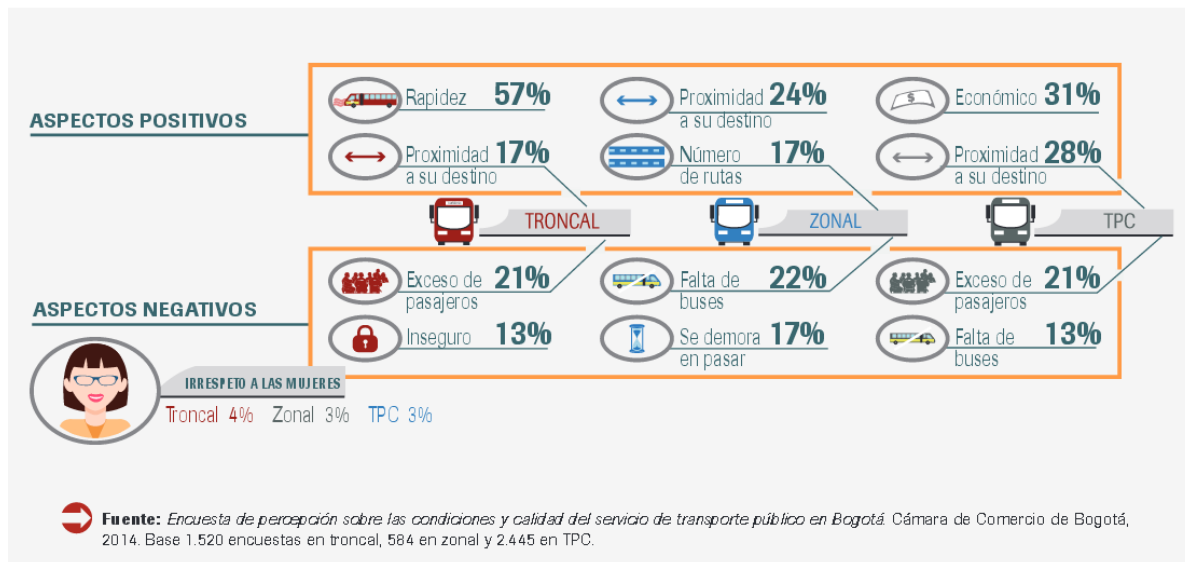 ASPECTOS POSITIVOS
Rapidez 57%
Proximidad 17%
a su destino
Proximidad 24%
a su destino
Número 17%
de rutas
Económico 31%
Proximidad 28%
a su destino
TRONCAL
ZONAL
TPC
ASPECTOS NEGATIVOS
Exceso de 21%
pasajeros
Inseguro 13%
Falta de 22%
buses
Se demora 17%
en pasar
Exceso de 21%
pasajeros
Falta de 13%
buses
IRRESPETO A LAS MUJERES
Troncal 4% Zonal 3% TPC 3%
Fuente: Encuesta de percepción sobre las condiciones y calidad del servicio de transporte público en Bogotá. Cámara de Comercio de Bogotá,
2014. Base 1.520 encuestas en troncal, 584 en zonal y 2.445 en TPC.